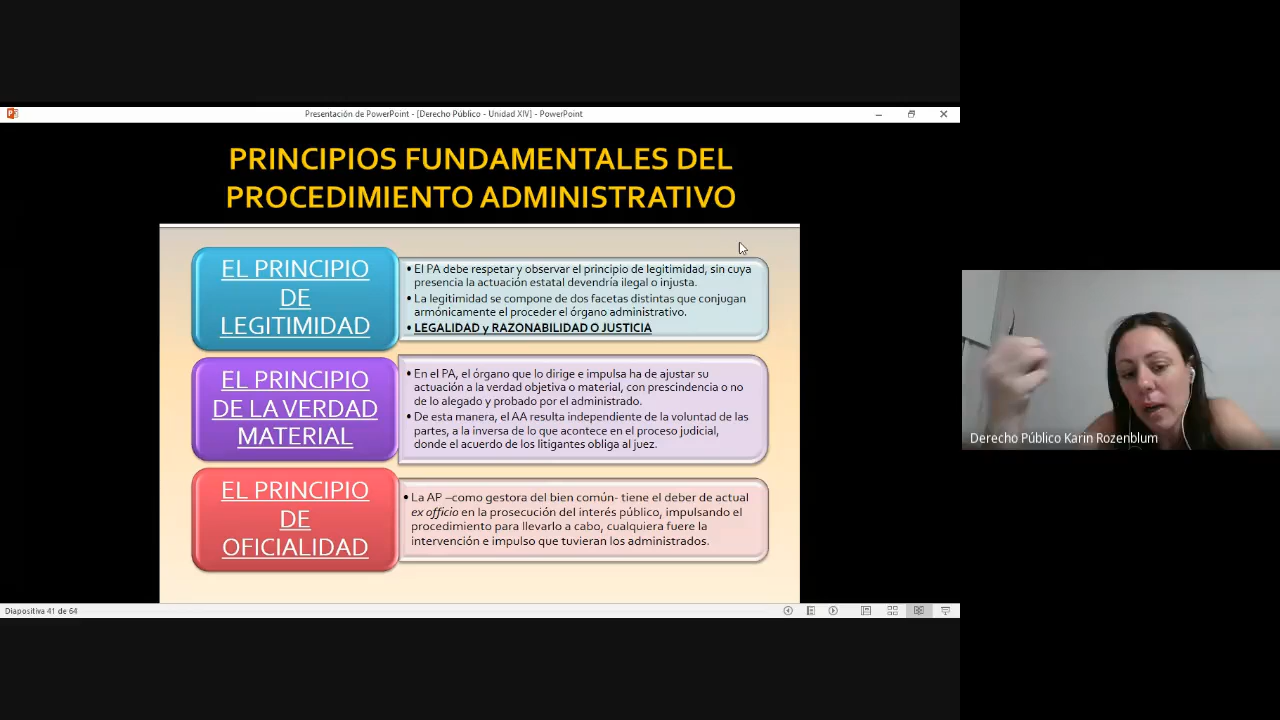 Presentación de PowerPoint - [Derecho Público - Unidad XIV] - PowerPoint
PRINCIPIOS FUNDAMENTALES DEL
PROCEDIMIENTO ADMINISTRATIVO
EL PRINCIPIO
DE
LEGITIMIDAD
• El PA debe respetar y observar el principio de legitimidad, sin cuya
presencia la actuación estatal devendría ilegal o injusta.
• La legitimidad se compone de dos facetas distintas que conjugan
armónicamente el proceder el órgano administrativo.
• LEGALIDAD y RAZONABILIDAD O JUSTICIA
EL PRINCIPIO
DE LA VERDAD
MATERIAL
• En el PA, el órgano que lo dirige e impulsa ha de ajustar su
actuación a la verdad objetiva o material, con prescindencia o no
de lo alegado y probado por el administrado.
• De esta manera, el AA resulta independiente de la voluntad de las
partes, a la inversa de lo que acontece en el proceso judicial,
donde el acuerdo de los litigantes obliga al juez.
EL PRINCIPIO
DE
OFICIALIDAD
• La AP –como gestora del bien común- tiene el deber de actual
ex officio en la prosecución del interés público, impulsando el
procedimiento para llevarlo a cabo, cualquiera fuere la
intervención e impulso que tuvieran los administrados.
Derecho Público Karin Rozenblum
Diapositiva 41 de 64